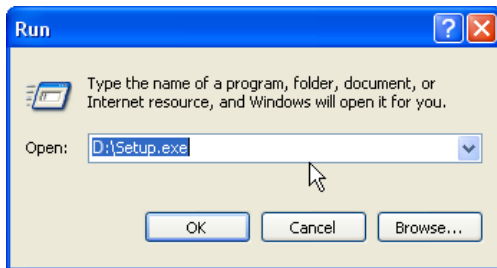 Run
Type the name of a program, folder, document, or
Internet resource, and Windows will open it for you.
Open: D:\Setup.exe
OK Cancel Browse...